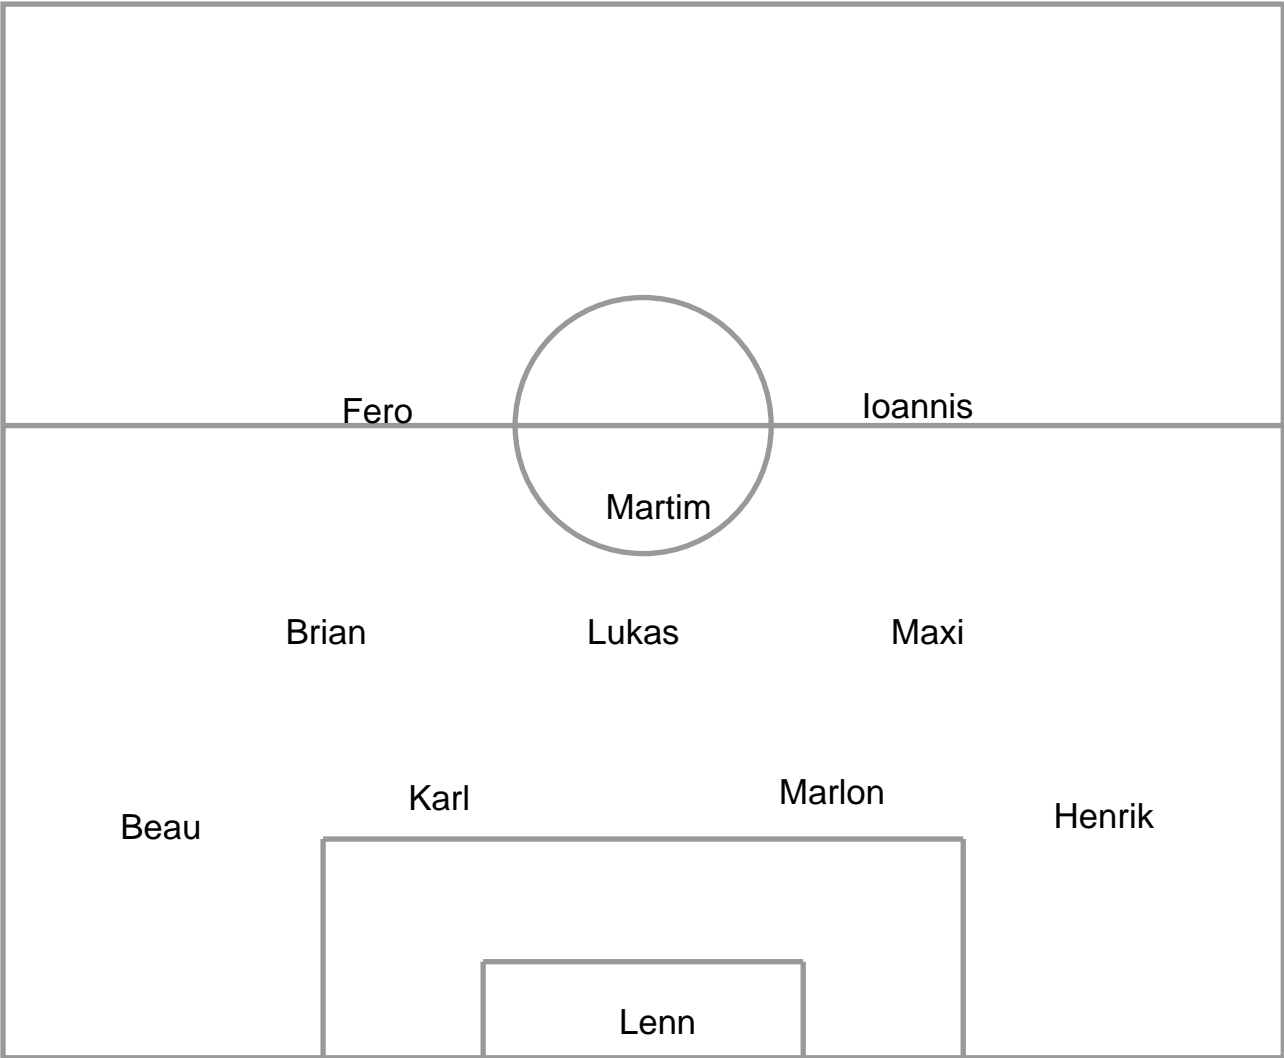 Fero
Ioannis
Martim
Brian
Lukas
Maxi
Karl
Marlon
Beau
Henrik
Lenn